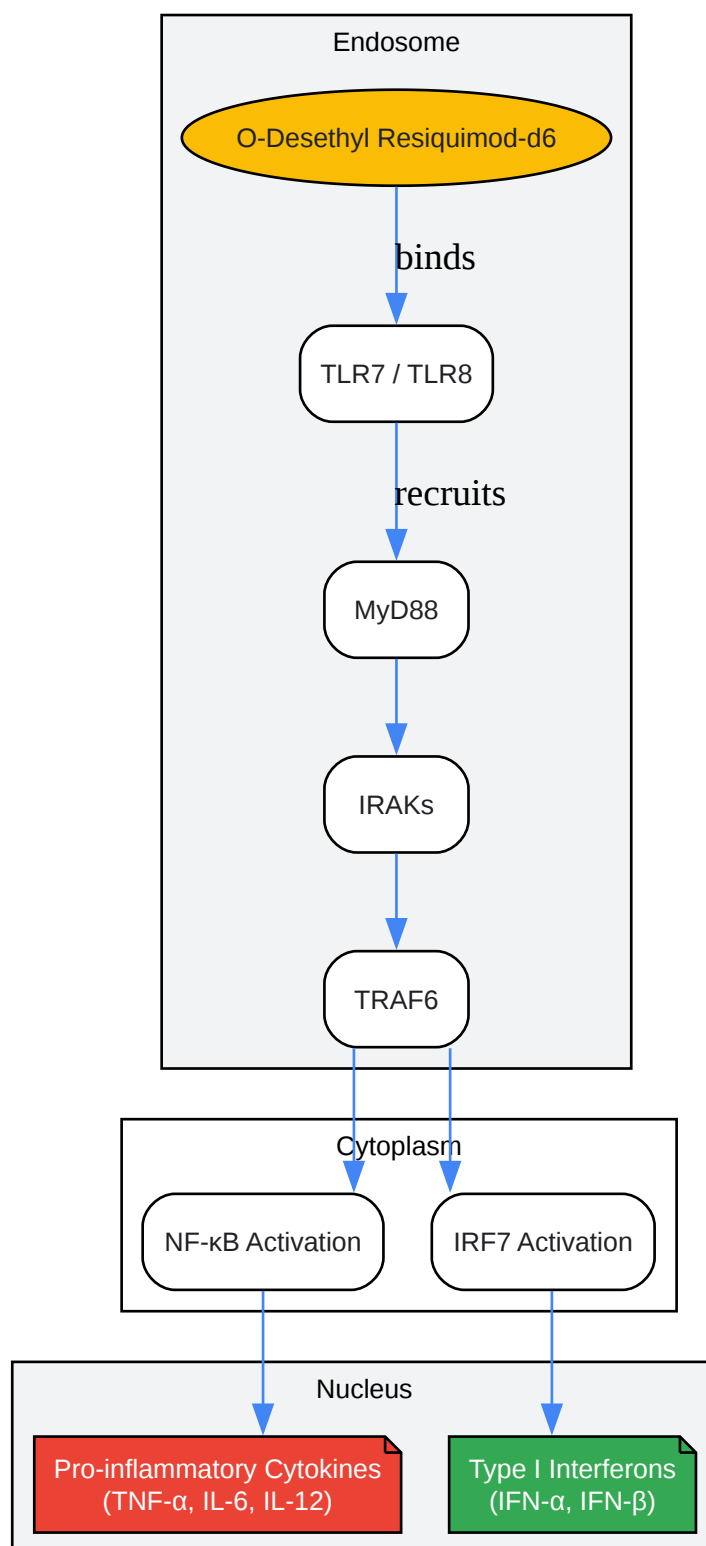 Endosome
O-Desethyl Resiquimod-d6
binds
TLR7 / TLR8
recruits
MyD88
IRAKs
TRAF6
Cytoplasm
NF-κB Activation
IRF7 Activation
Nucleus
Pro-inflammatory Cytokines
(TNF-α, IL-6, IL-12)
Type I Interferons
(IFN-α, IFN-β)